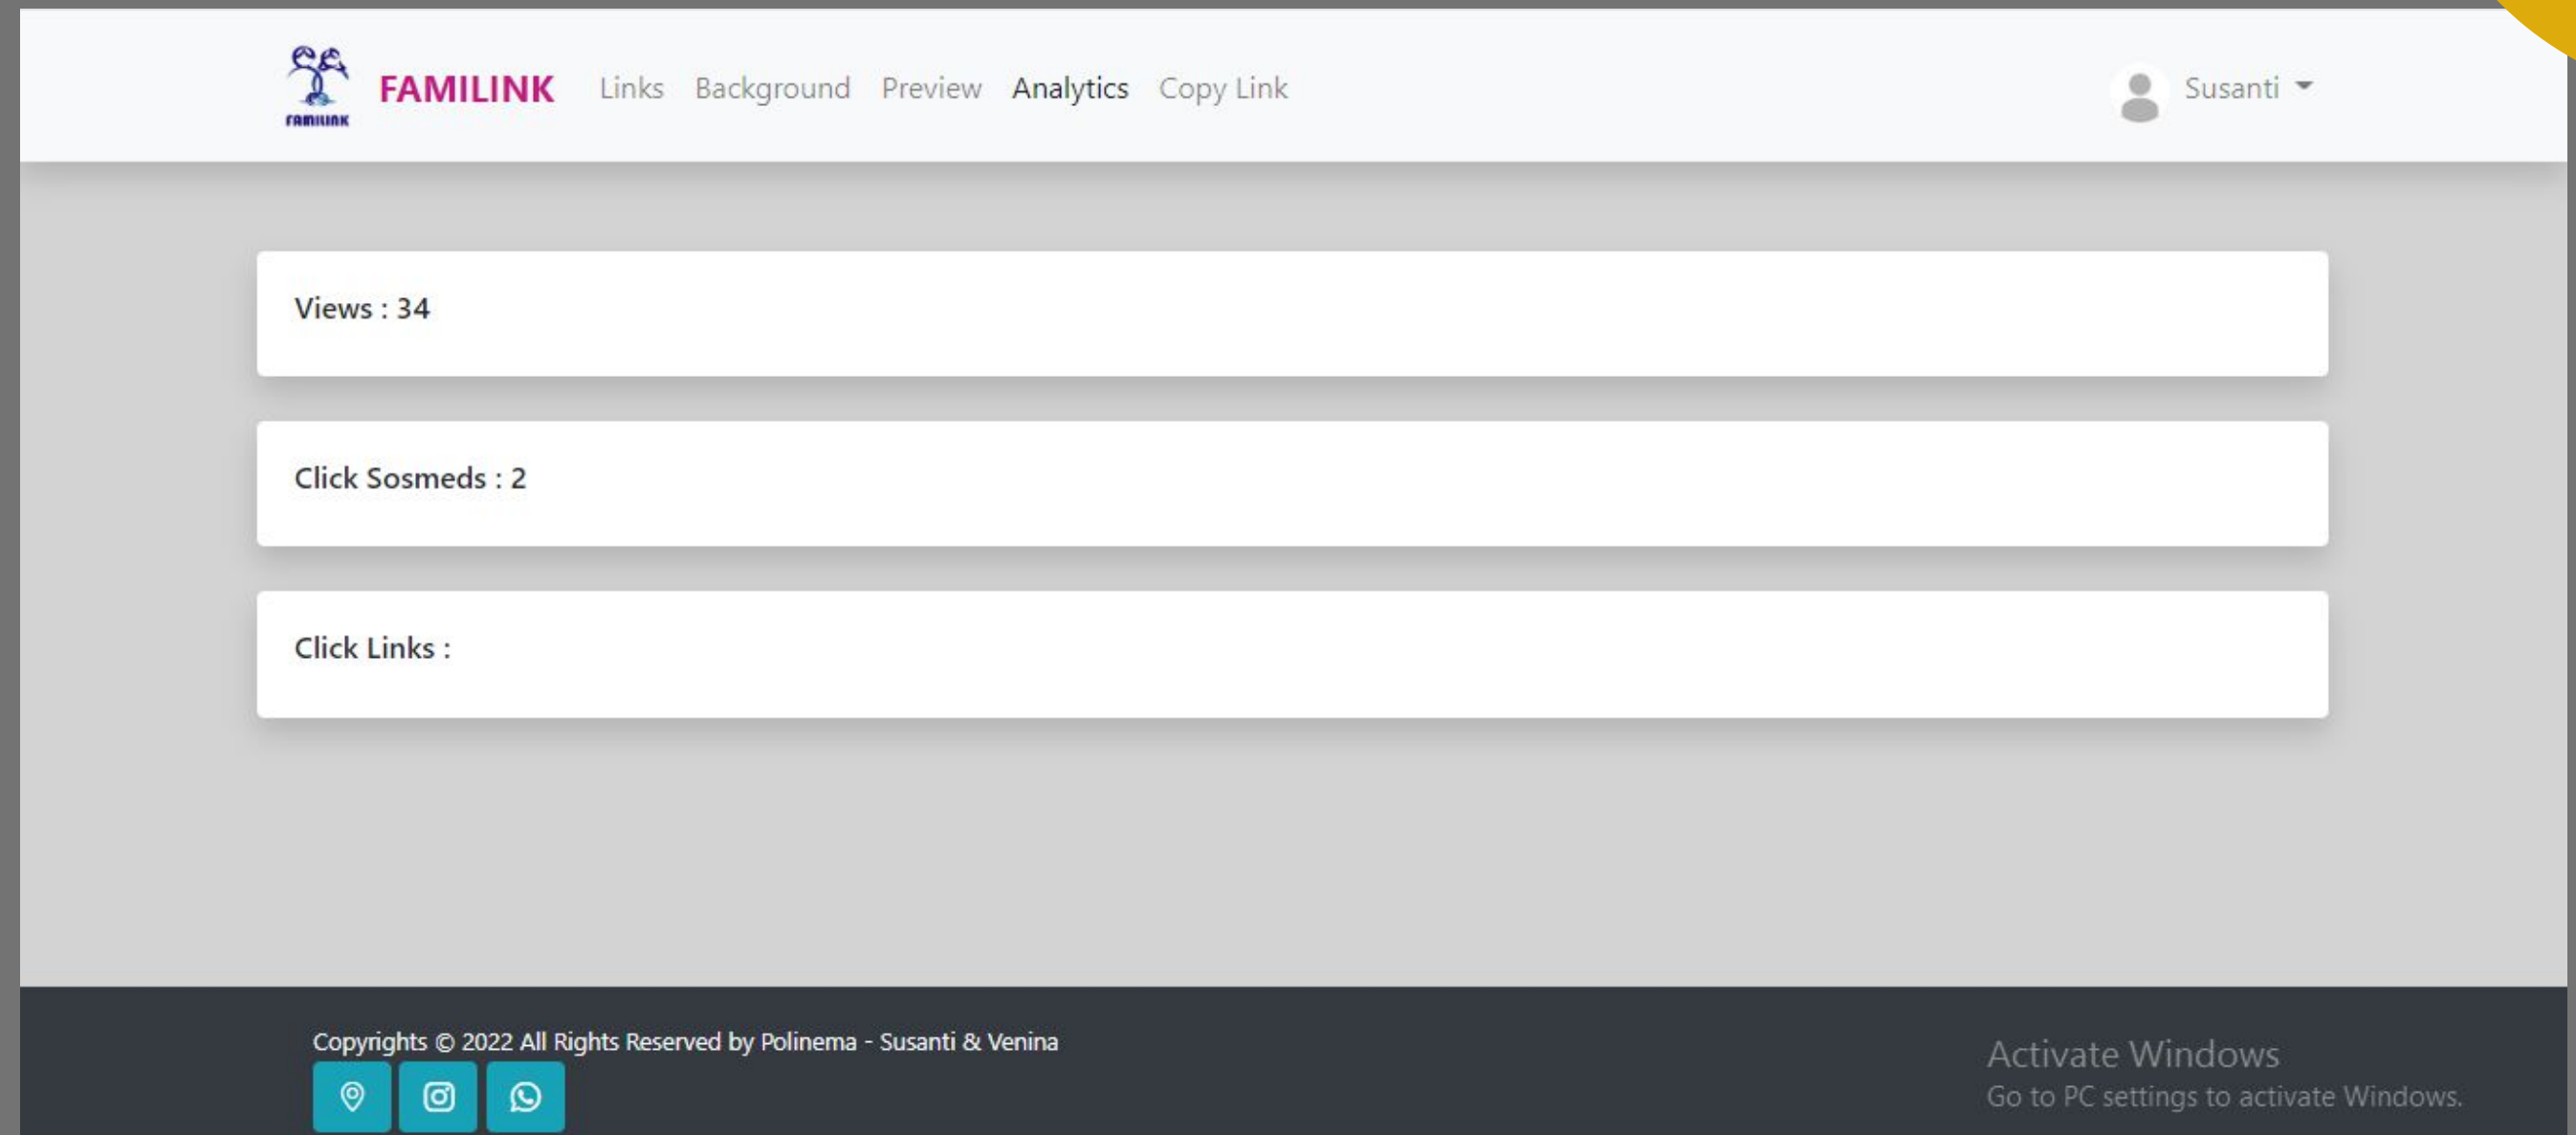 FAMILINK
FAMILINK Links Background Preview Analytics Copy Link Susanti
Views : 34
Click Sosmeds : 2
Click Links :
Copyrights © 2022 All Rights Reserved by Polinema - Susanti & Venina
Activate Windows
Go to PC settings to activate Windows.